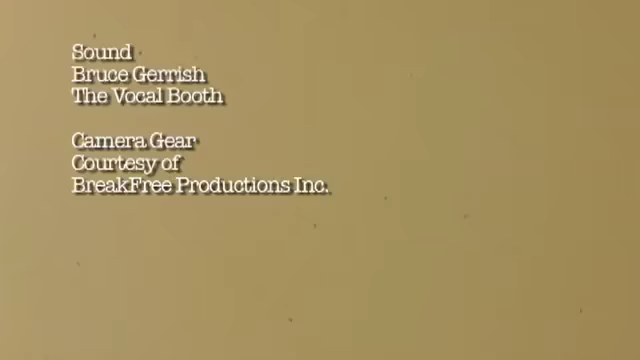 Sound
Bruce Gerrish
The Vocal Booth
Camera Gear
Courtesy of
BreakFree Productions Inc.